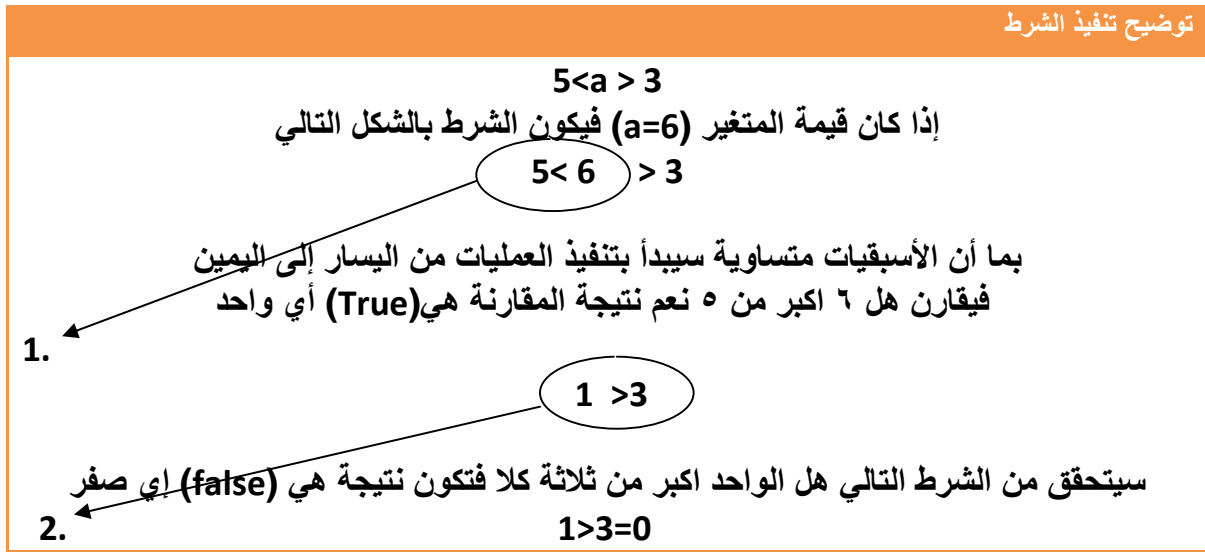 توضيح تنفيذ الشرط
5<a > 3
إذا كان قيمة المتغير (a=6) فيكون الشرط بالشكل التالي
5< 6 > 3
بما أن الأسبقيات متساوية سيبدأ بتنفيذ العمليات من اليسار إلى اليمين
فيقارن هل ٦ اكبر من ٥ نعم نتيجة المقارنة هي(True) أي واحد
1.
1 >3
سيتحقق من الشرط التالي هل الواحد اكبر من ثلاثة كلا فتكون نتيجة هي (false) إي صفر
2.
1>3=0